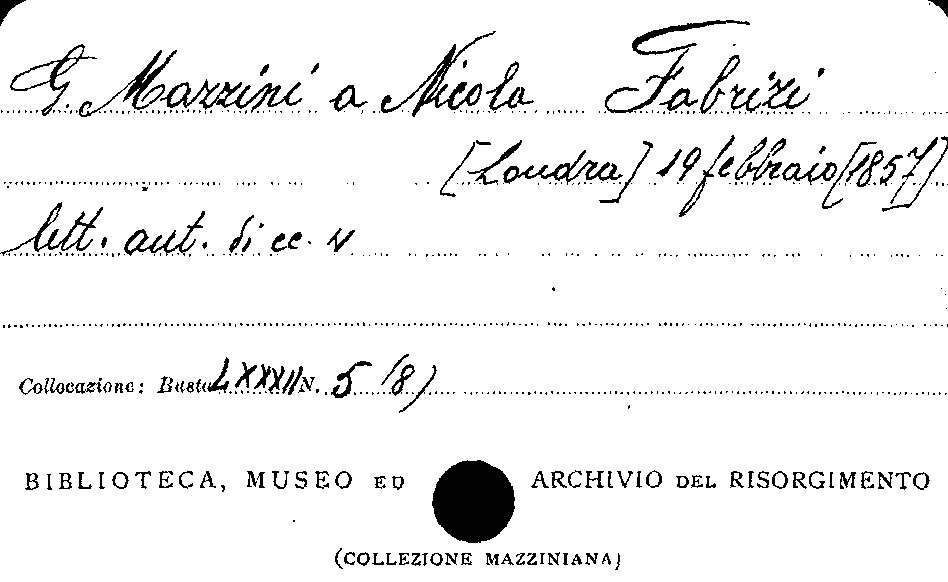 G. Mazzini a Nicola Fabrizi
[Londra] 19 febbraio [1857]
lett. aut. di cc.
Collocazione: Busta LXXXII N. 5 (8)
BIBLIOTECA, MUSEO ED ARCHIVIO DEL RISORGIMENTO
(COLLEZIONE MAZZINIANA)